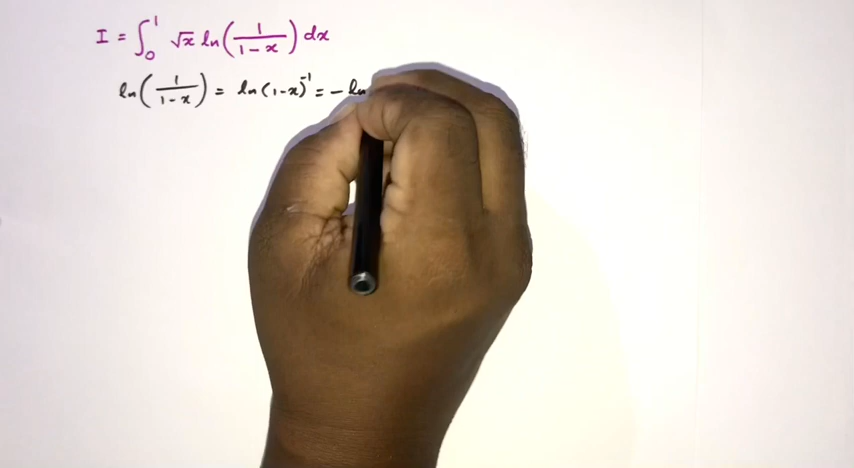 I = ∫₀¹ √x ln(1/(1-x)) dx
ln(1/(1-x)) = ln(1-x)⁻¹ = - ln